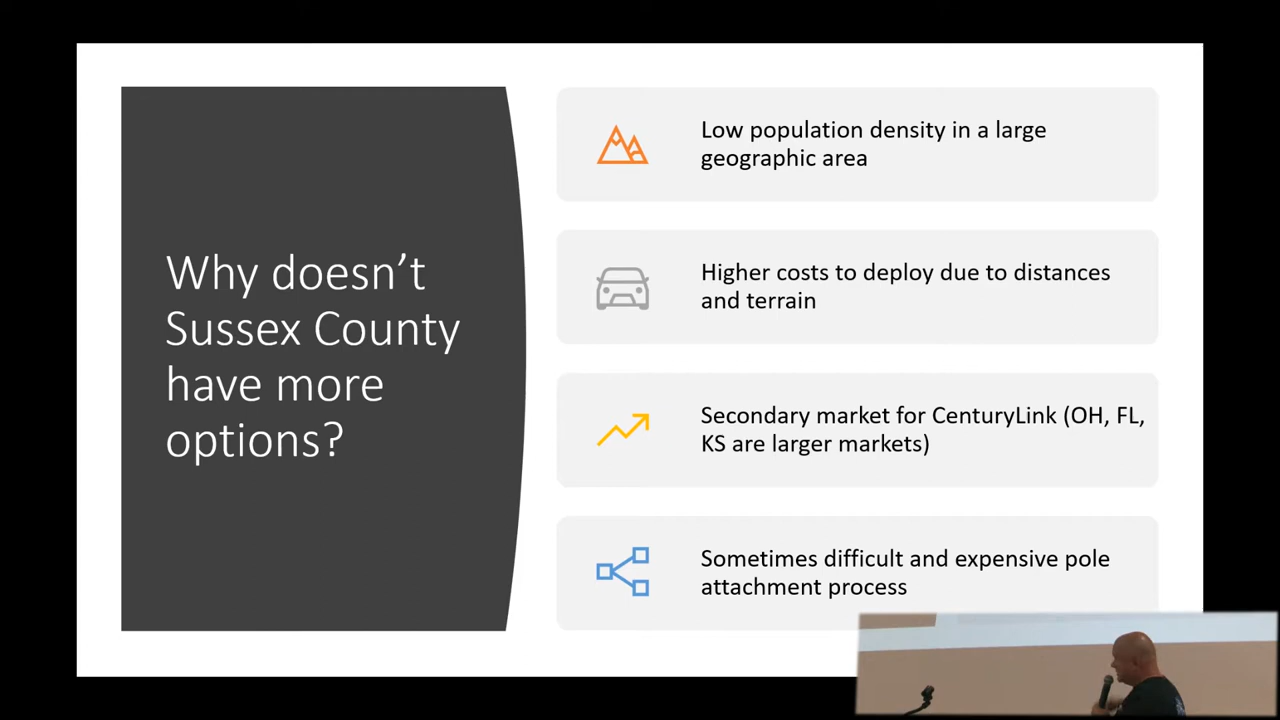 Why doesn’t
Sussex County
have more
options?
Low population density in a large
geographic area
Higher costs to deploy due to distances
and terrain
Secondary market for CenturyLink (OH, FL,
KS are larger markets)
Sometimes difficult and expensive pole
attachment process